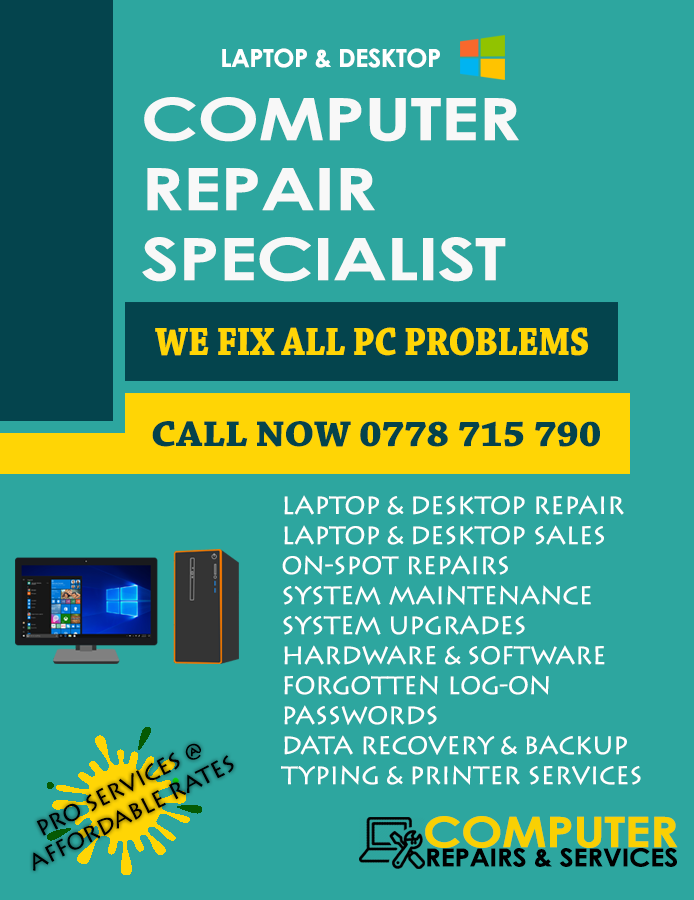 LAPTOP & DESKTOP
COMPUTER
REPAIR
SPECIALIST
WE FIX ALL PC PROBLEMS
CALL NOW 0778 715 790
LAPTOP & DESKTOP REPAIR
LAPTOP & DESKTOP SALES
ON-SPOT REPAIRS
SYSTEM MAINTENANCE
SYSTEM UPGRADES
HARDWARE & SOFTWARE
FORGOTTEN LOG-ON
PASSWORDS
DATA RECOVERY & BACKUP
TYPING & PRINTER SERVICES
PRO SERVICES @
AFFORDABLE RATES
COMPUTER
REPAIRS & SERVICES